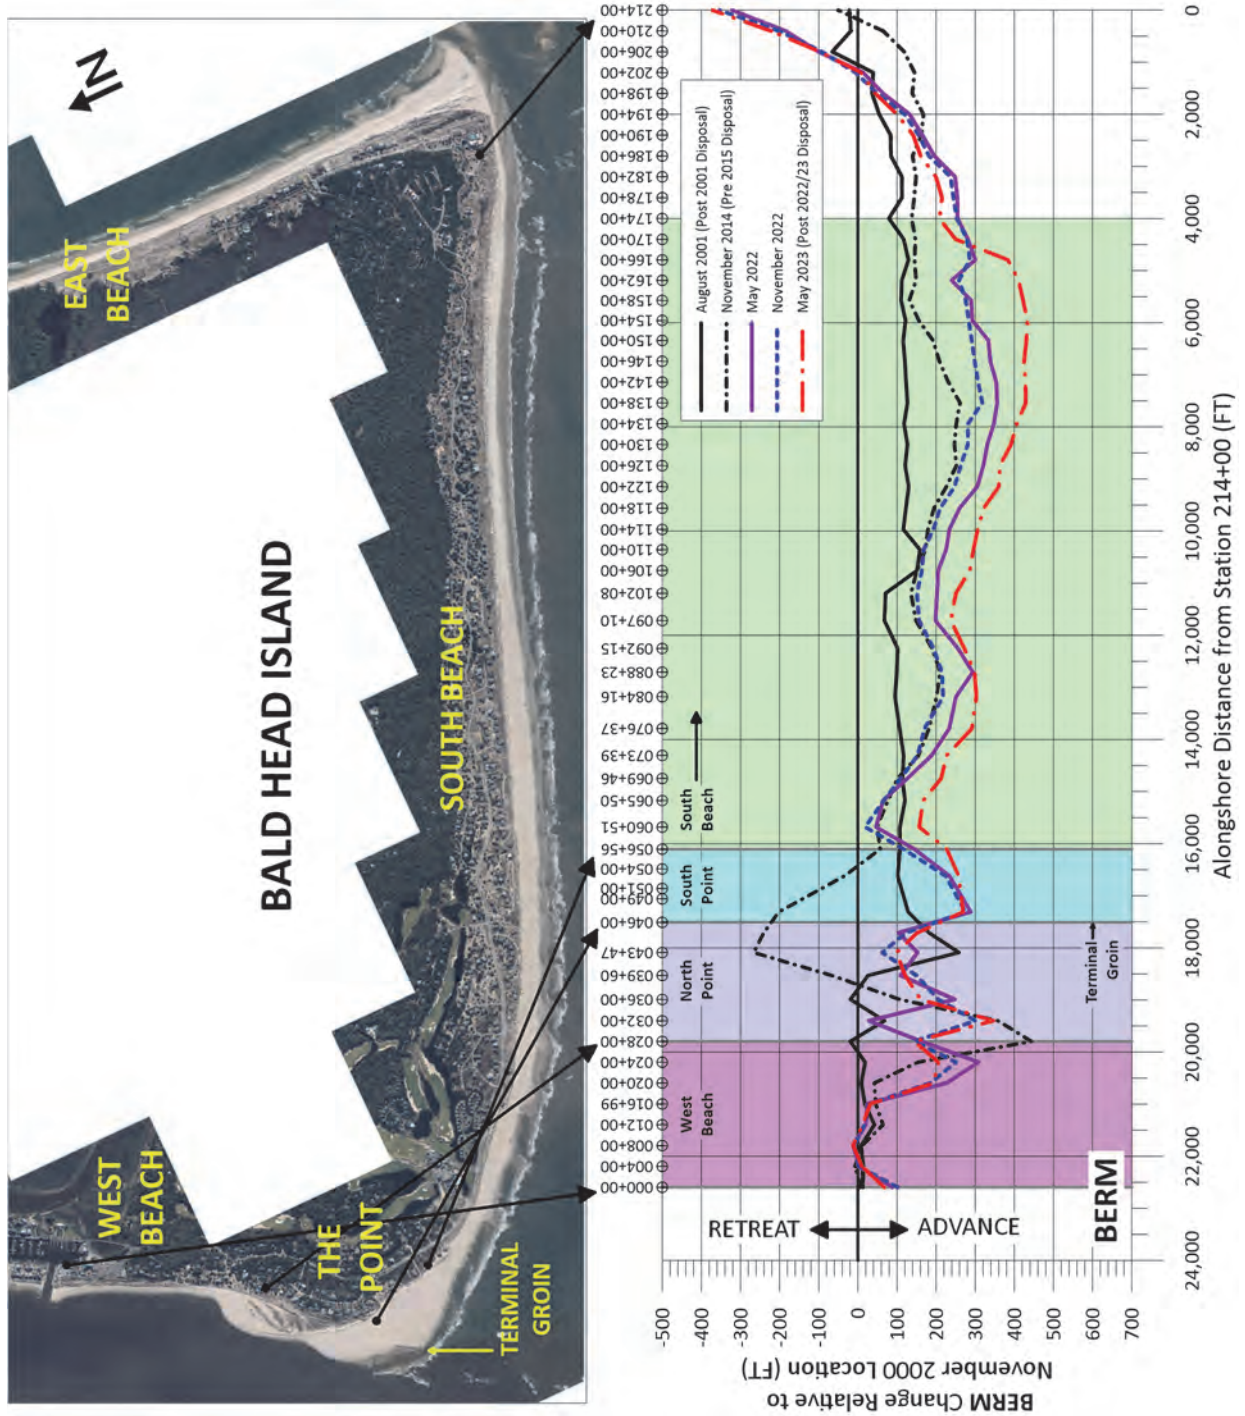 BALD HEAD ISLAND
WEST
BEACH
THE
POINT
TERMINAL
GROIN
SOUTH BEACH
EAST
BEACH
N
000+00
004+00
008+00
012+00
016+99
020+00
024+00
028+00
032+00
036+00
039+60
043+47
046+00
049+00
051+00
054+00
056+56
060+51
065+50
069+46
073+39
076+37
084+16
088+23
092+15
097+10
102+08
106+00
110+00
114+00
118+00
122+00
126+00
130+00
134+00
138+00
142+00
146+00
150+00
154+00
158+00
162+00
166+00
170+00
174+00
178+00
182+00
186+00
190+00
194+00
198+00
202+00
206+00
210+00
214+00
West
Beach
North
Point
South
Point
South
Beach
August 2001 (Post 2001 Disposal)
November 2014 (Pre 2015 Disposal)
May 2022
November 2022
May 2023 (Post 2022/23 Disposal)
RETREAT
ADVANCE
Terminal
Groin
BERM
-500
-400
-300
-200
-100
0
100
200
300
400
500
600
700
BERM Change Relative to
November 2000 Location (FT)
24,000
22,000
20,000
18,000
16,000
14,000
12,000
10,000
8,000
6,000
4,000
2,000
0
Alongshore Distance from Station 214+00 (FT)